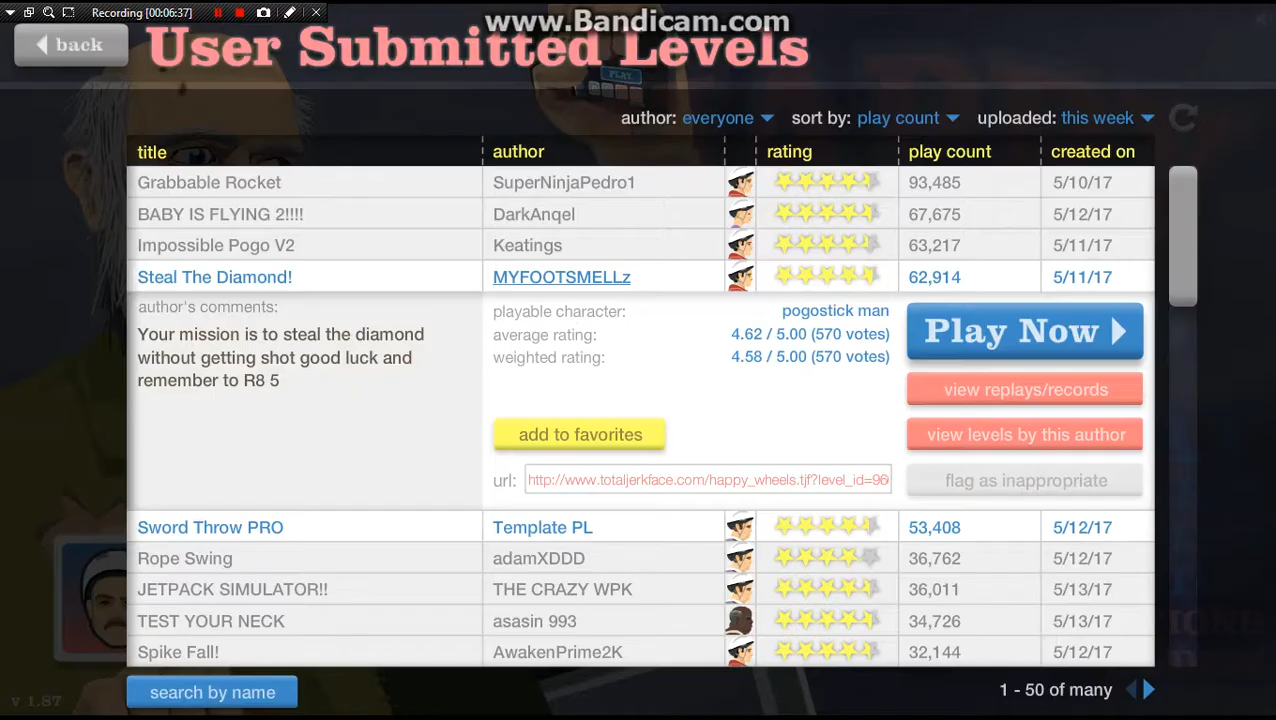 Recording [00:06:37]
www.Bandicam.com
back
User Submitted Levels
PLAY
author: everyone sort by: play count uploaded: this week
title author rating play count created on
Grabbable Rocket SuperNinjaPedro1 93,485 5/10/17
BABY IS FLYING 2!!!! DarkAnqel 67,675 5/12/17
Impossible Pogo V2 Keatings 63,217 5/11/17
Steal The Diamond! MYFOOTSMELLz 62,914 5/11/17
author's comments:
Your mission is to steal the diamond
without getting shot good luck and
remember to R8 5
playable character: pogostick man
average rating: 4.62 / 5.00 (570 votes)
weighted rating: 4.58 / 5.00 (570 votes)
Play Now
view replays/records
add to favorites
view levels by this author
url: http://www.totaljerkface.com/happy_wheels.tjf?level_id=96
flag as inappropriate
Sword Throw PRO Template PL 53,408 5/12/17
Rope Swing adamXDDD 36,762 5/12/17
JETPACK SIMULATOR!! THE CRAZY WPK 36,011 5/13/17
TEST YOUR NECK asasin 993 34,726 5/13/17
Spike Fall! AwakenPrime2K 32,144 5/12/17
search by name
1 - 50 of many
v 1.87